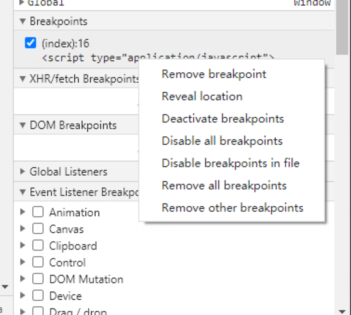 Global
Window
Breakpoints
(index):16
<script type="application/javascript">
Remove breakpoint
XHR/fetch Breakpoints
Reveal location
Deactivate breakpoints
DOM Breakpoints
Disable all breakpoints
Disable breakpoints in file
Global Listeners
Remove all breakpoints
Event Listener Breakpo
Remove other breakpoints
Animation
Canvas
Clipboard
Control
DOM Mutation
Device
Drag / drop